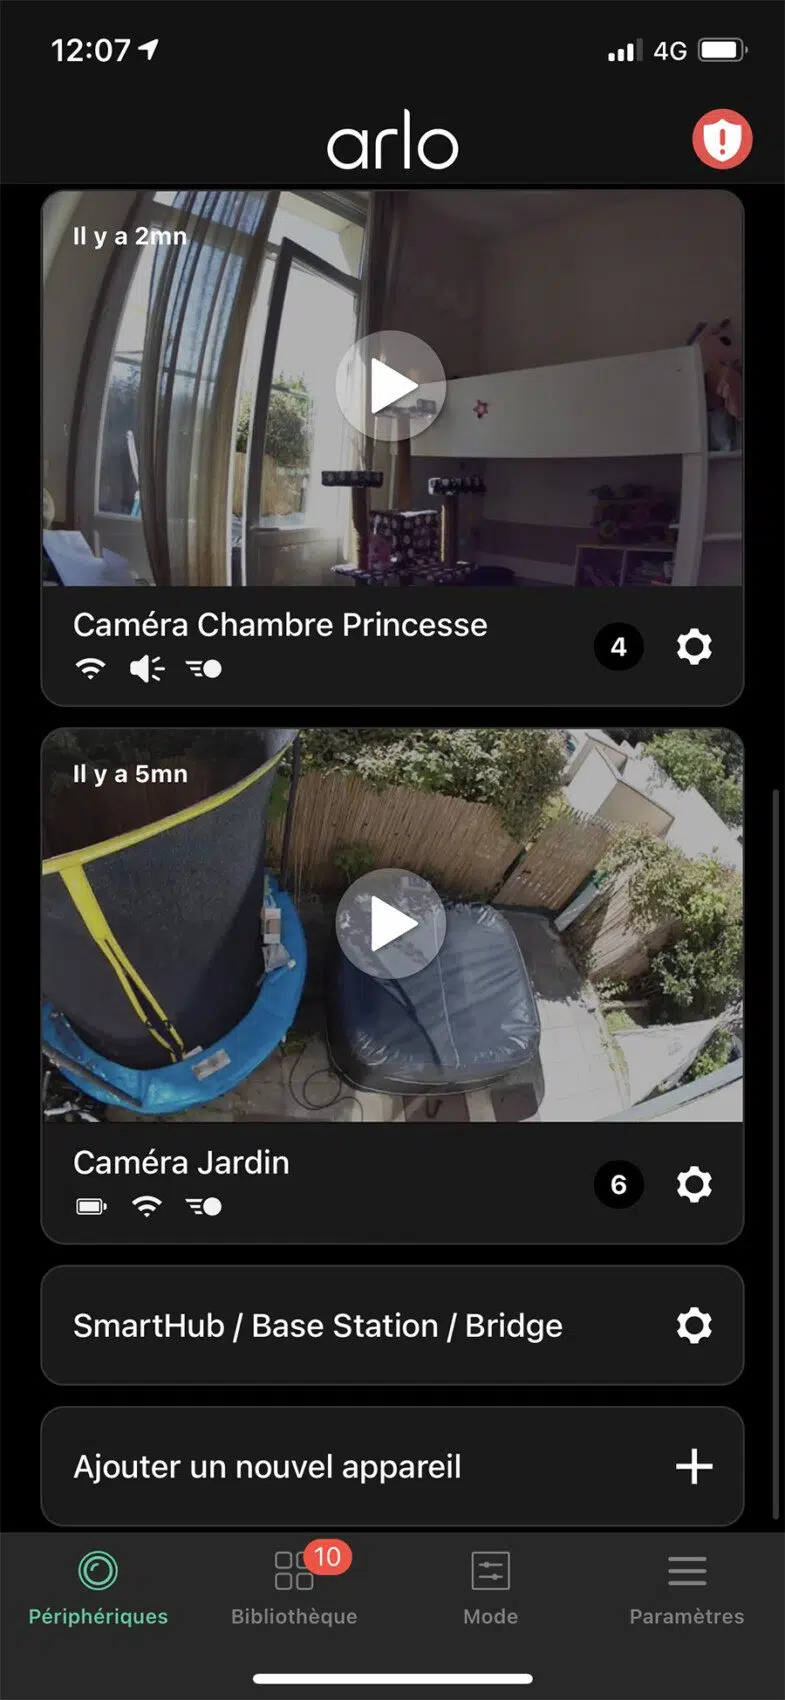 12:07
4G
arlo
Il y a 2mn
Caméra Chambre Princesse
4
Il y a 5mn
Caméra Jardin
6
SmartHub / Base Station / Bridge
Ajouter un nouvel appareil
10
Périphériques
Bibliothèque
Mode
Paramètres